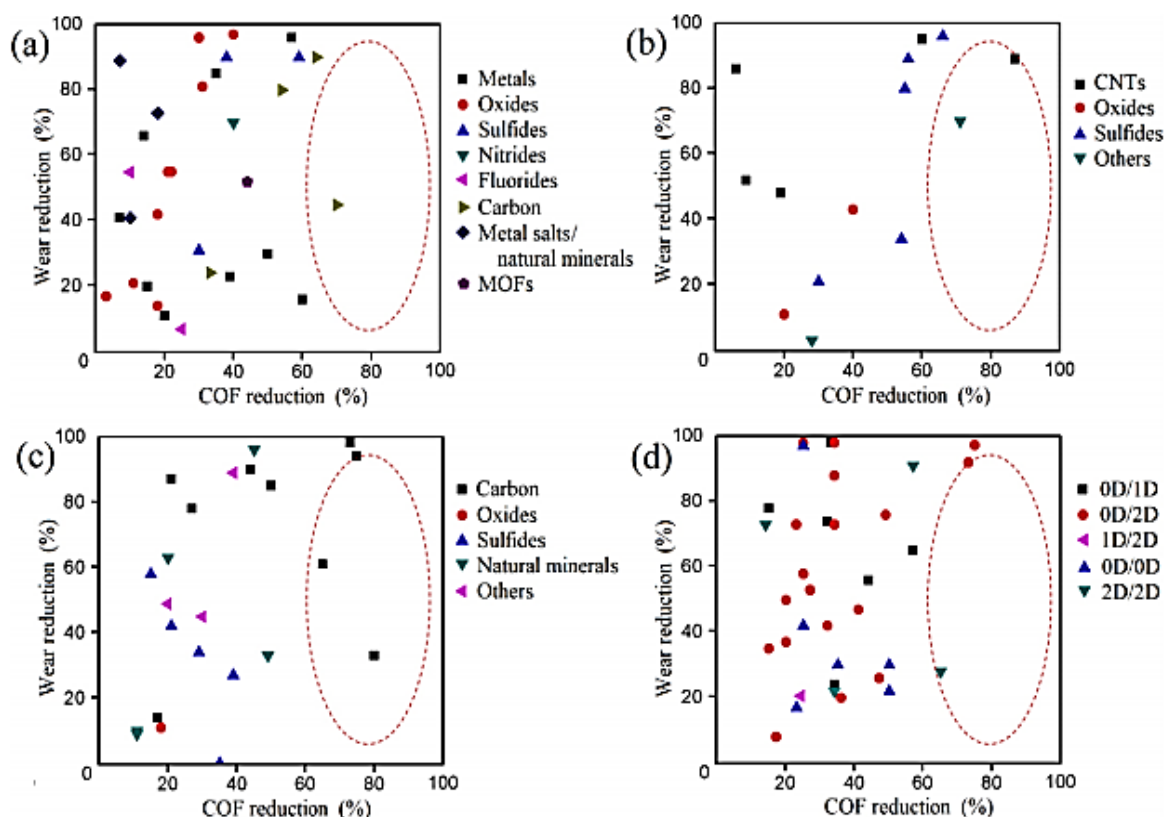 (a)
100
80
60
40
20
0
20 40 60 80 100
Wear reduction (%)
COF reduction (%)
Metals
Oxides
Sulfides
Nitrides
Fluorides
Carbon
Metal salts/
natural minerals
MOFs
(b)
100
80
60
40
20
0
20 40 60 80 100
Wear reduction (%)
COF reduction (%)
CNTs
Oxides
Sulfides
Others
(c)
100
80
60
40
20
0
20 40 60 80 100
Wear reduction (%)
COF reduction (%)
Carbon
Oxides
Sulfides
Natural minerals
Others
(d)
100
80
60
40
20
0
20 40 60 80 100
Wear reduction (%)
COF reduction (%)
0D/1D
0D/2D
1D/2D
0D/0D
2D/2D